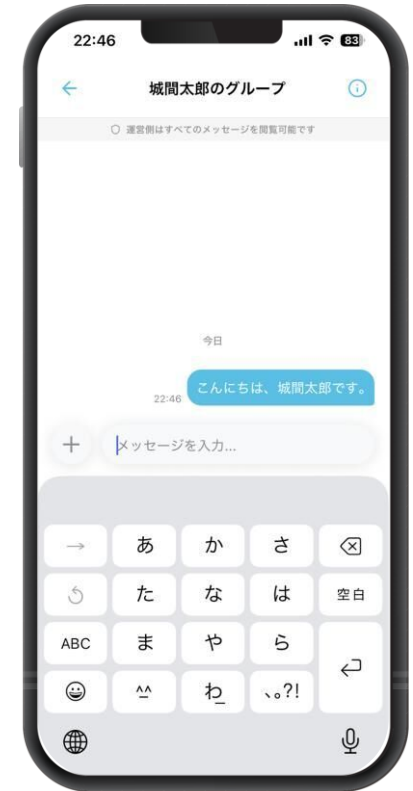 22:46
83
城間太郎のグループ
運営側はすべてのメッセージを閲覧可能です
今日
こんにちは、城間太郎です。
22:46
メッセージを入力...
→ あ か さ
た な は 空白
ABC ま や ら
^^ わ_ 、。?!